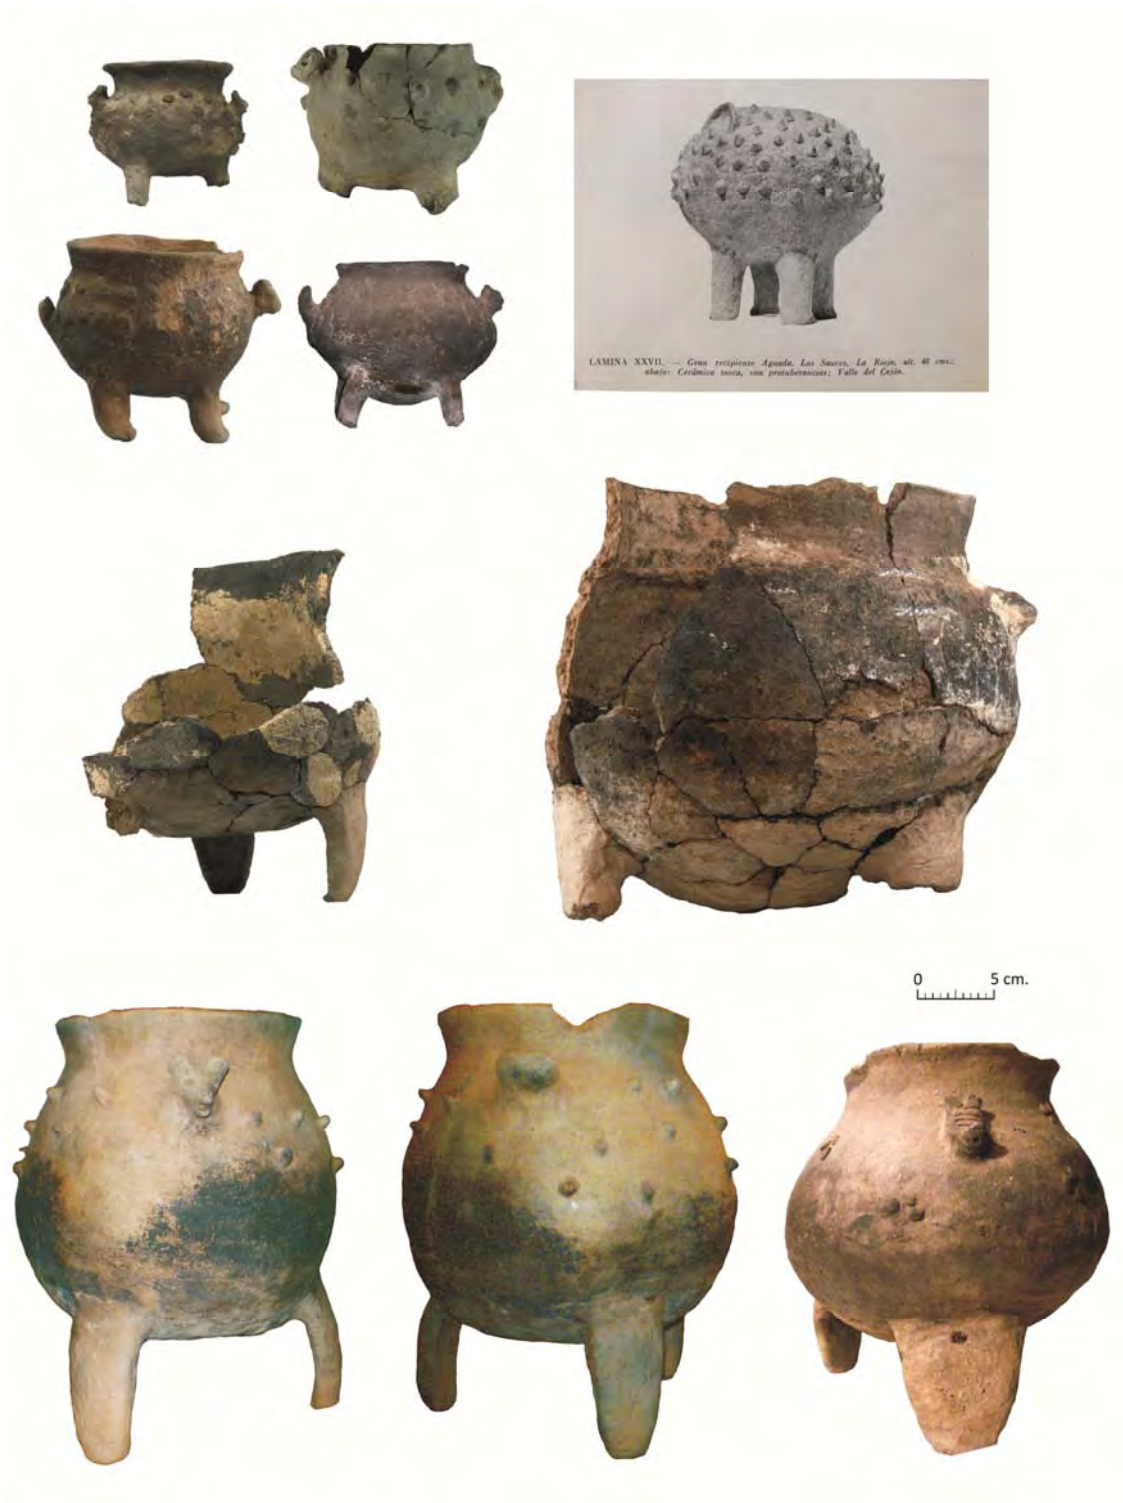 LAMINA XXVII. — Gran recipiente Aguada, Los Sauces, La Rioja, alt. 46 cms.;
abajo: Cerámica tosca, con protuberancias; Valle del Cajón.
0 5 cm.